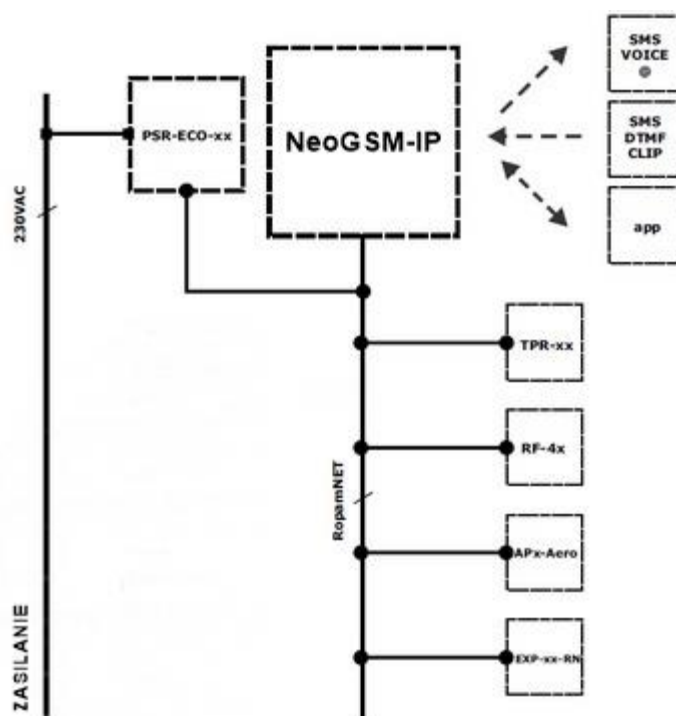 SMS
VOICE
PSR-ECO-xx
NeoGSM-IP
SMS
DTMF
CLIP
app
230VAC
TPR-xx
RF-4x
RopamNET
APx-Aero
EXP-xx-RN
ZASILANIE